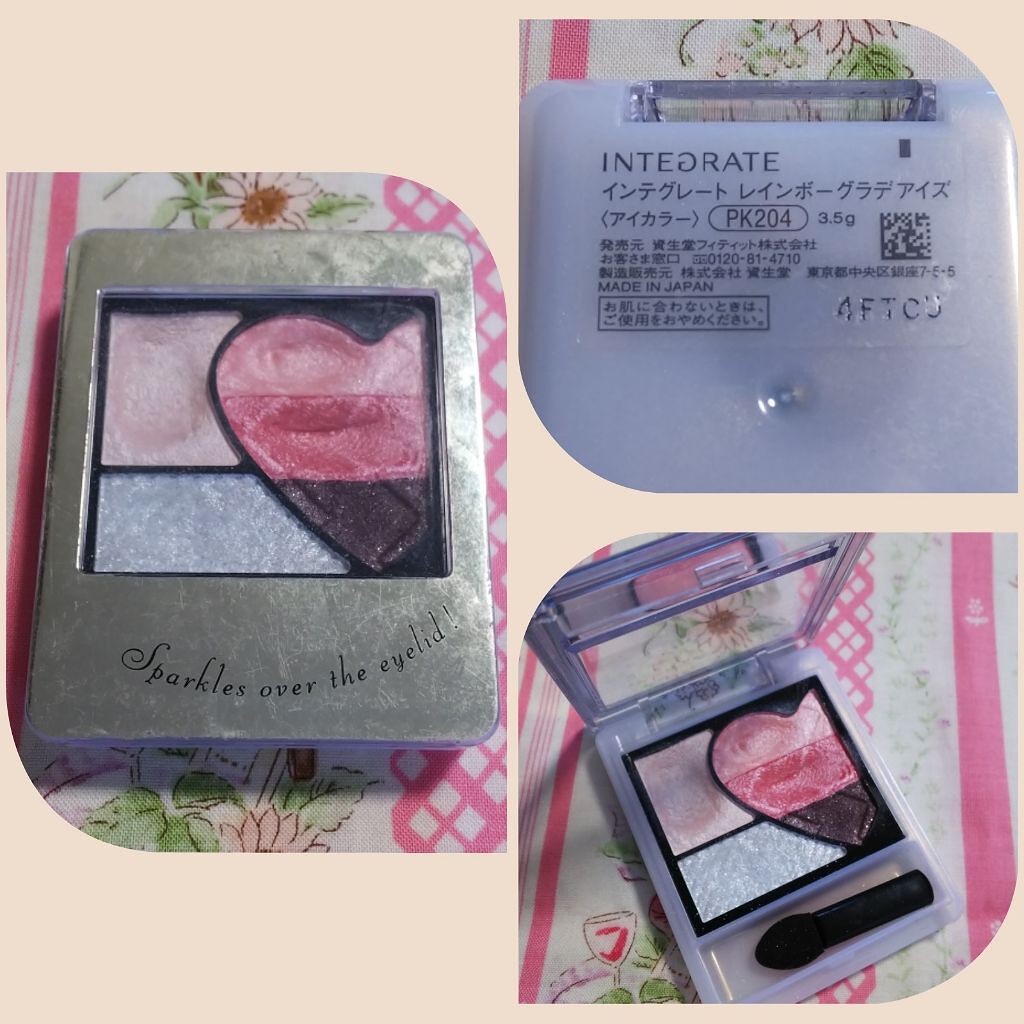 Sparkles over the eyelid!
INTEGRATE
インテグレート レインボーグラデアイズ
〈アイカラー〉 PK204 3.5g
発売元 資生堂フィティット株式会社
お客さま窓口 0120-81-4710
製造販売元 株式会社 資生堂 東京都中央区銀座7-5-5
MADE IN JAPAN
お肌に合わないときは、
ご使用をおやめください。
4FTCU